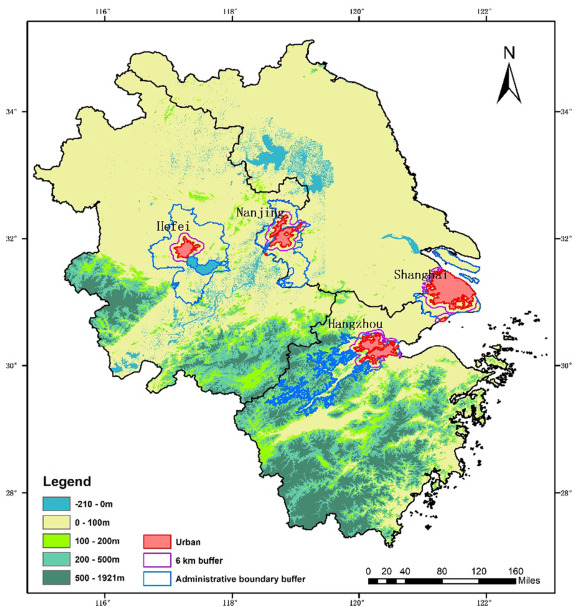 116° 118° 120° 122°
N
34° 34°
Nanjing
Hefei
32° 32°
Shanghai
Hangzhou
30° 30°
28° 28°
Legend
-210 - 0m
0 - 100m
100 - 200m Urban
200 - 500m 6 km buffer
500 - 1921m Administrative boundary buffer
0 20 40 80 120 160
Miles
116° 118° 120° 122°